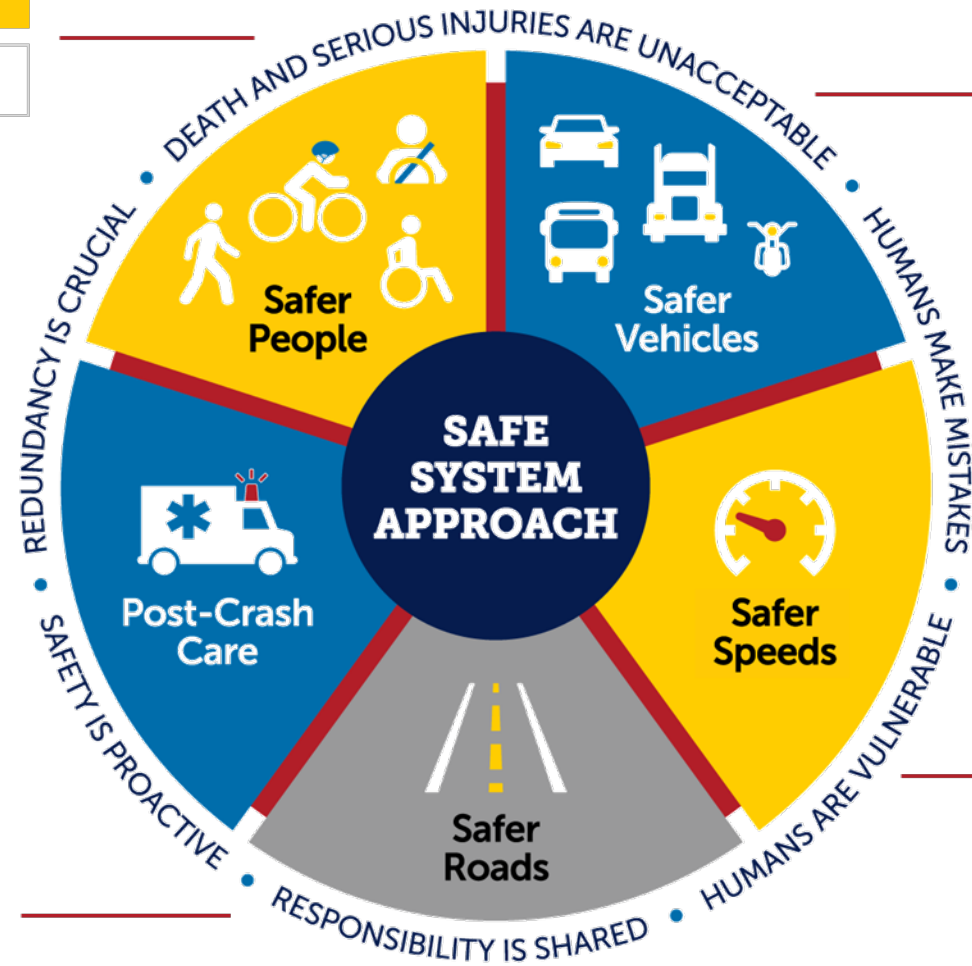 DEATH AND SERIOUS INJURIES ARE UNACCEPTABLE
HUMANS MAKE MISTAKES
HUMANS ARE VULNERABLE
RESPONSIBILITY IS SHARED
SAFETY IS PROACTIVE
REDUNDANCY IS CRUCIAL
Safer
People
Safer
Vehicles
SAFE
SYSTEM
APPROACH
Safer
Speeds
Safer
Roads
Post-Crash
Care